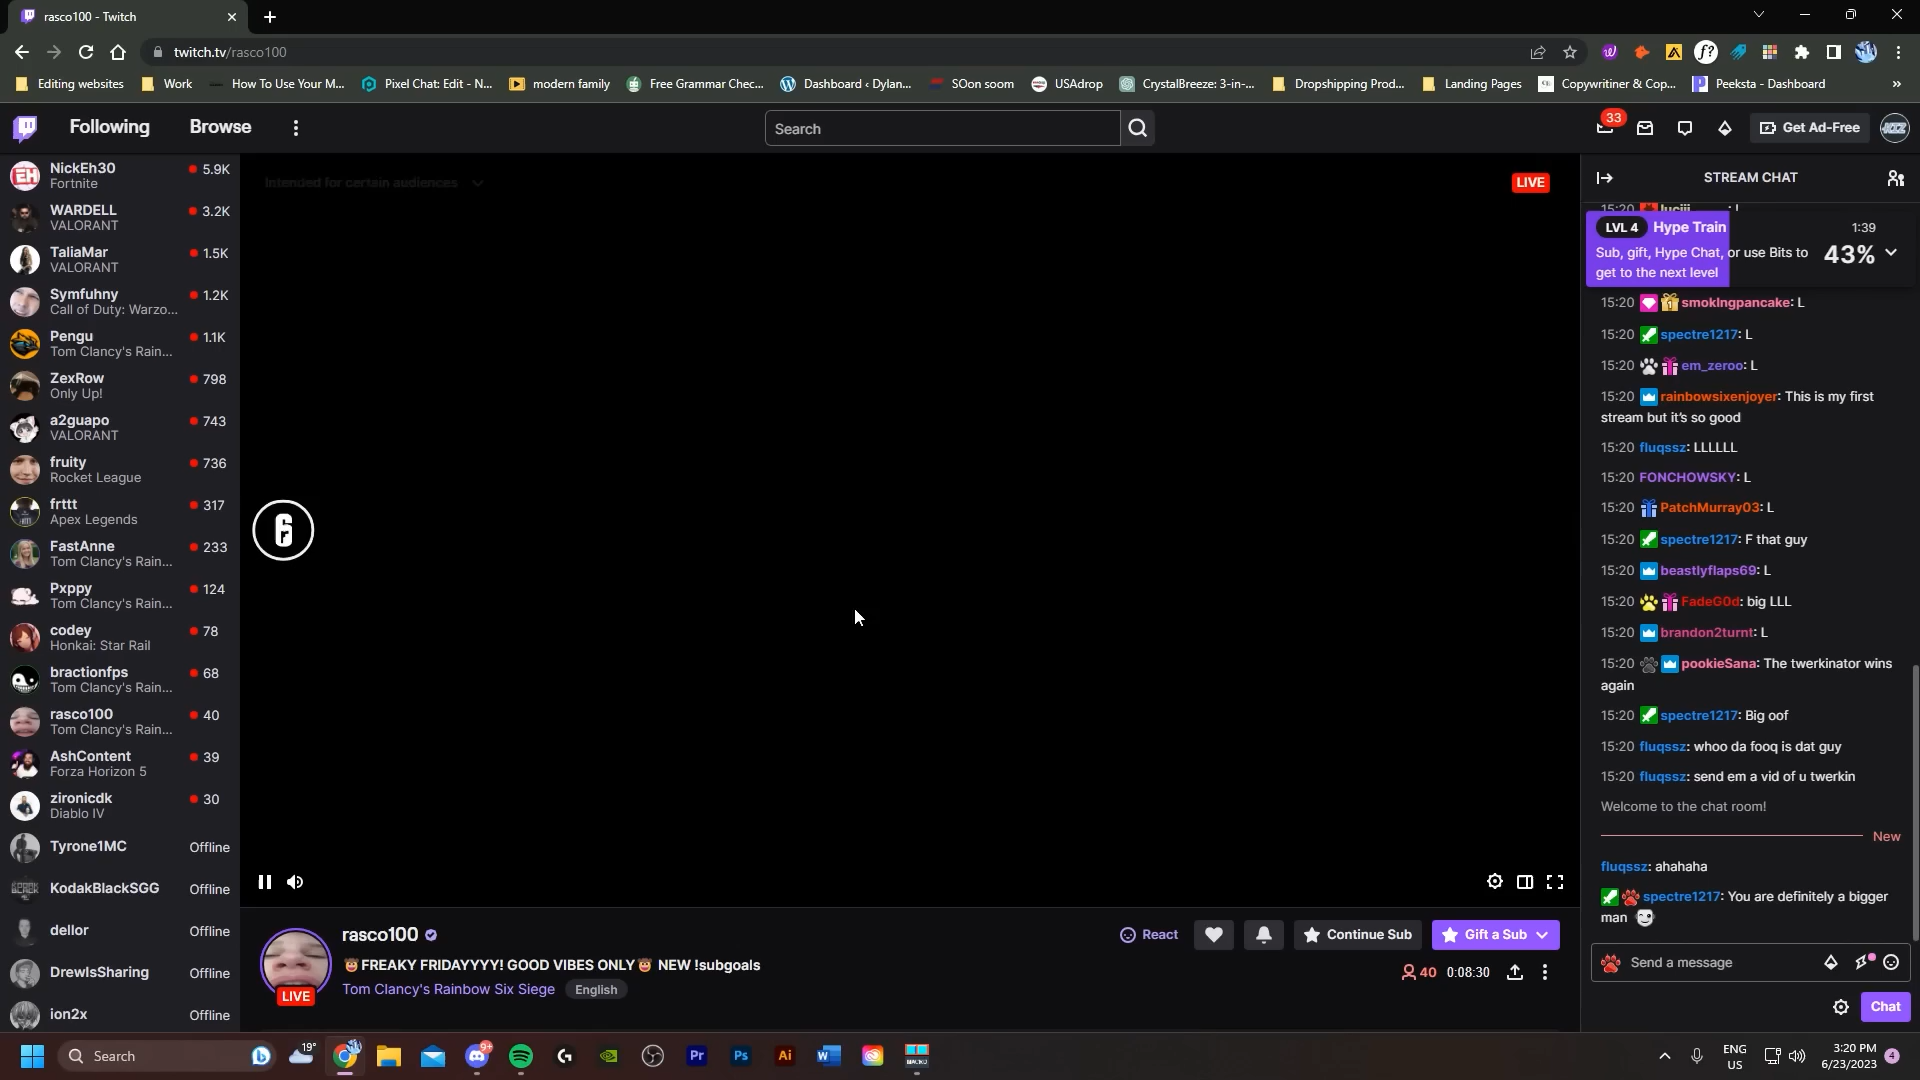 rasco100 - Twitch
twitch.tv/rasco100
Editing websites
Work
How To Use Your M...
Pixel Chat: Edit - N...
modern family
Free Grammar Chec...
Dashboard ‹ Dylan...
SOon soom
USAdrop
CrystalBreeze: 3-in-...
Dropshipping Prod...
Landing Pages
Copywritiner & Cop...
Peeksta - Dashboard
»
Following
Browse
Search
33
Get Ad-Free
NickEh30 5.9K
Fortnite
WARDELL 3.2K
VALORANT
TaliaMar 1.5K
VALORANT
Symfuhny 1.2K
Call of Duty: Warzo...
Pengu 1.1K
Tom Clancy's Rain...
ZexRow 798
Only Up!
a2guapo 743
VALORANT
fruity 736
Rocket League
frttt 317
Apex Legends
FastAnne 233
Tom Clancy's Rain...
Pxppy 124
Tom Clancy's Rain...
codey 78
Honkai: Star Rail
bractionfps 68
Tom Clancy's Rain...
rasco100 40
Tom Clancy's Rain...
AshContent 39
Forza Horizon 5
zironicdk 30
Diablo IV
Tyrone1MC Offline
KodakBlackSGG Offline
dellor Offline
DrewIsSharing Offline
ion2x Offline
Intended for certain audiences
LIVE
6
rasco100
🤠FREAKY FRIDAYYYY! GOOD VIBES ONLY🤠 NEW !subgoals
Tom Clancy's Rainbow Six Siege English
LIVE
React
Continue Sub
Gift a Sub
40 0:08:30
STREAM CHAT
LVL 4 Hype Train 1:39
Sub, gift, Hype Chat, or use Bits to
get to the next level
43%
15:20 smokIngpancake: L
15:20 spectre1217: L
15:20 em_zeroo: L
15:20 rainbowsixenjoyer: This is my first
stream but it's so good
15:20 fluqssz: LLLLLL
15:20 FONCHOWSKY: L
15:20 PatchMurray03: L
15:20 spectre1217: F that guy
15:20 beastlyflaps69: L
15:20 FadeG0d: big LLL
15:20 brandon2turnt: L
15:20 pookieSana: The twerkinator wins
again
15:20 spectre1217: Big oof
15:20 fluqssz: whoo da fooq is dat guy
15:20 fluqssz: send em a vid of u twerkin
Welcome to the chat room!
New
fluqssz: ahahaha
spectre1217: You are definitely a bigger
man
Send a message
Chat
Search
19°
9+
Pr
Ps
Ai
W
MACRO
ENG
US
3:20 PM
6/23/2023
4